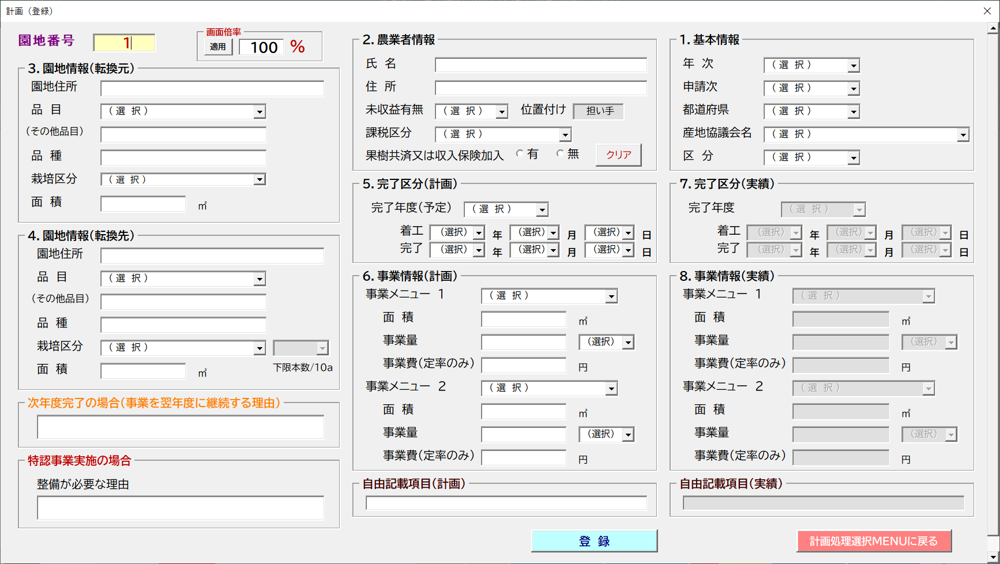 計画（登録）
園地番号 1
画面倍率
適用 100 %
3. 園地情報(転換元)
園地住所
品 目 （ 選 択 ）
（その他品目）
品 種
栽培区分 （ 選 択 ）
面 積 ㎡
4. 園地情報(転換先)
園地住所
品 目 （ 選 択 ）
（その他品目）
品 種
栽培区分 （ 選 択 ）
面 積 ㎡ 下限本数/10a
次年度完了の場合(事業を翌年度に継続する理由)
特認事業実施の場合
整備が必要な理由
2. 農業者情報
氏 名
住 所
未収益有無 （ 選 択 ） 位置付け 担い手
課税区分 （ 選 択 ）
果樹共済又は収入保険加入 有 無 クリア
5. 完了区分(計画)
完了年度(予定) （ 選 択 ）
着工 （選択） 年 （選択） 月 （選択） 日
完了 （選択） 年 （選択） 月 （選択） 日
6. 事業情報(計画)
事業メニュー 1 （ 選 択 ）
面 積 ㎡
事業量 （選択）
事業費(定率のみ) 円
事業メニュー 2 （ 選 択 ）
面 積 ㎡
事業量 （選択）
事業費(定率のみ) 円
自由記載項目(計画)
登 録
1. 基本情報
年 次 （ 選 択 ）
申請次 （ 選 択 ）
都道府県 （ 選 択 ）
産地協議会名 （ 選 択 ）
区 分 （ 選 択 ）
7. 完了区分(実績)
完了年度 （ 選 択 ）
着工 （選択） 年 （選択） 月 （選択） 日
完了 （選択） 年 （選択） 月 （選択） 日
8. 事業情報(実績)
事業メニュー 1 （ 選 択 ）
面 積 ㎡
事業量 （選択）
事業費(定率のみ) 円
事業メニュー 2 （ 選 択 ）
面 積 ㎡
事業量 （選択）
事業費(定率のみ) 円
自由記載項目(実績)
計画処理選択MENUに戻る